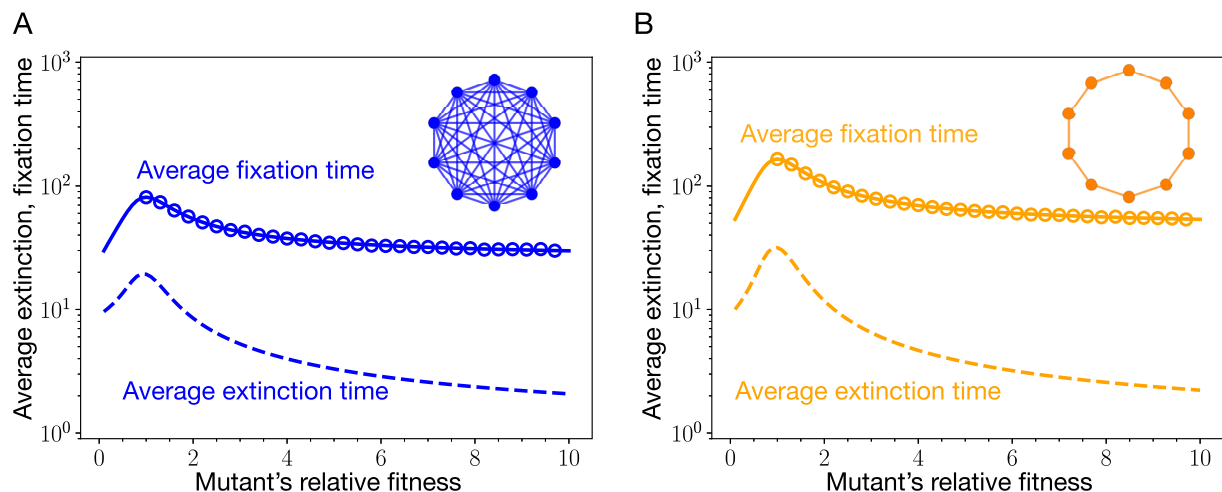 A
Average extinction, fixation time
10³
10²
10¹
10⁰
Average fixation time
Average extinction time
0 2 4 6 8 10
Mutant's relative fitness
B
Average extinction, fixation time
10³
10²
10¹
10⁰
Average fixation time
Average extinction time
0 2 4 6 8 10
Mutant's relative fitness